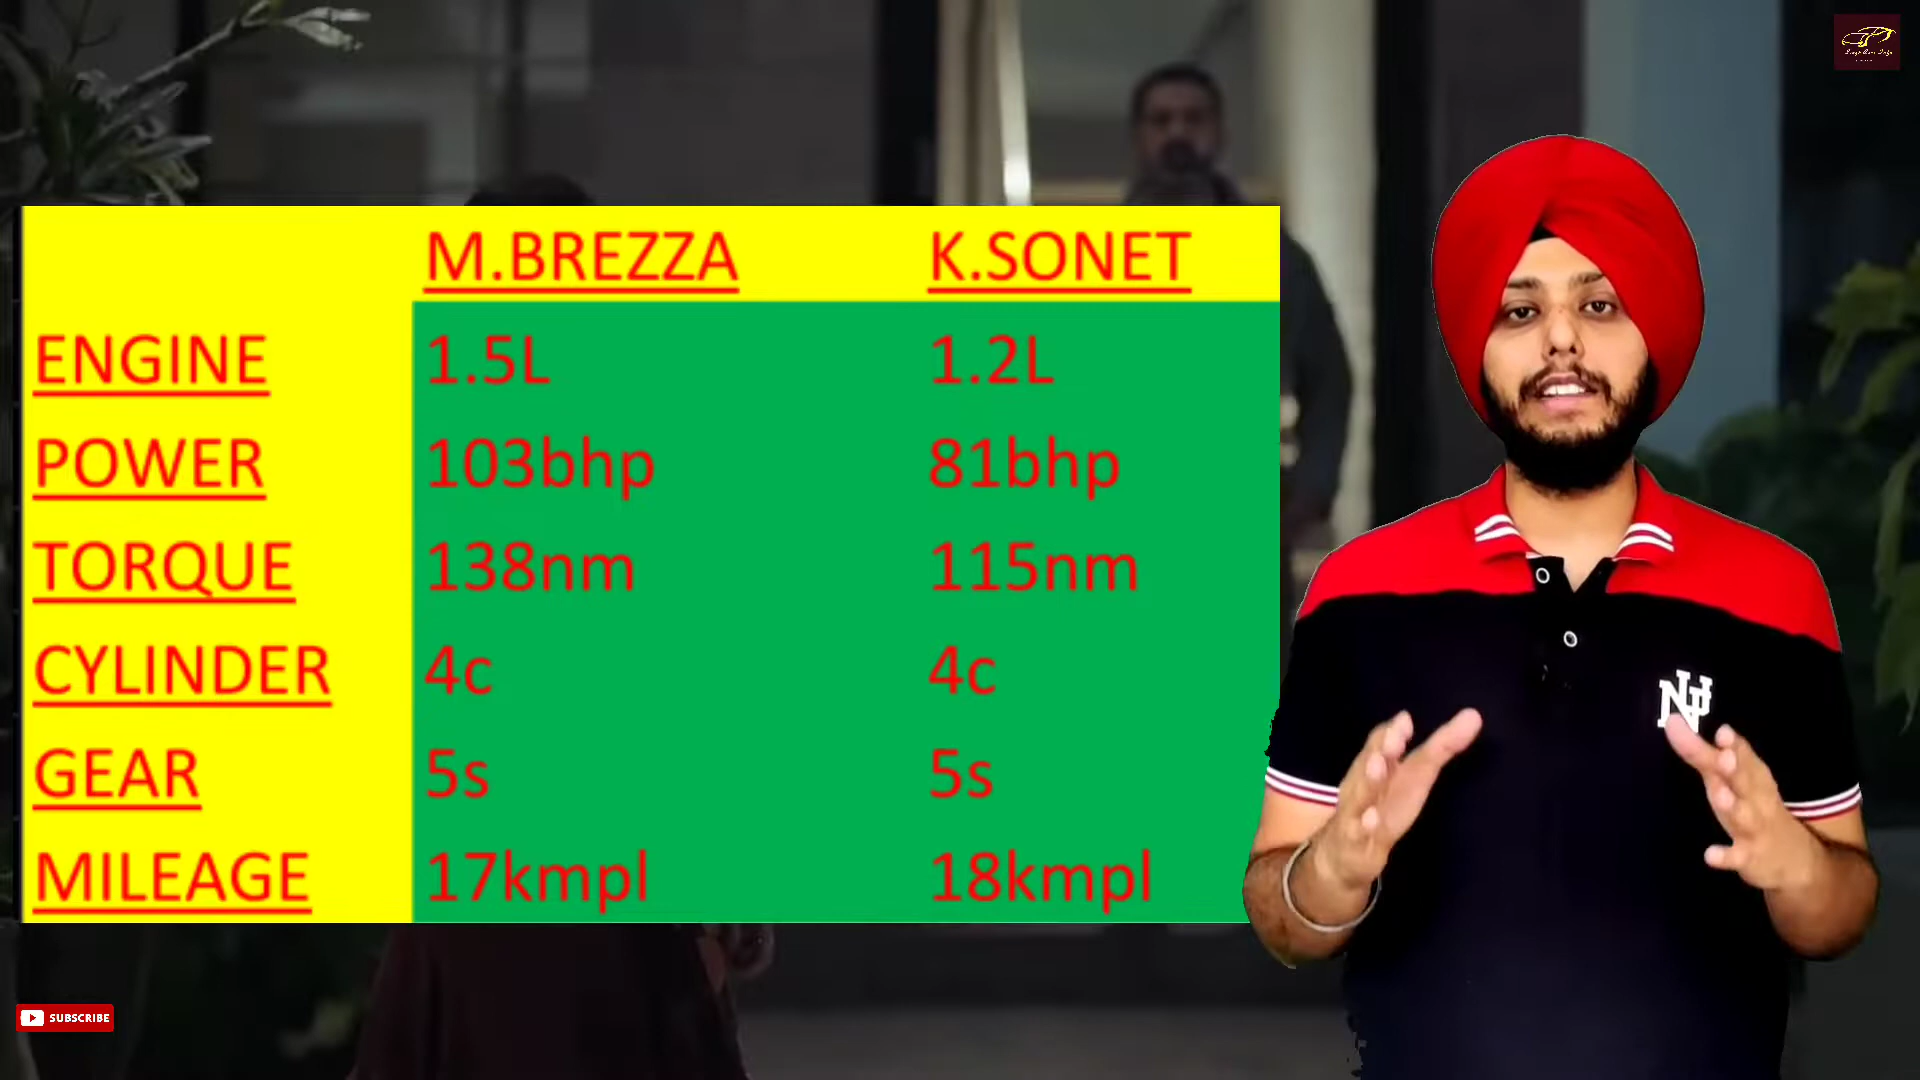 M.BREZZA K.SONET
ENGINE 1.5L 1.2L
POWER 103bhp 81bhp
TORQUE 138nm 115nm
CYLINDER 4c 4c
GEAR 5s 5s
MILEAGE 17kmpl 18kmpl
SUBSCRIBE